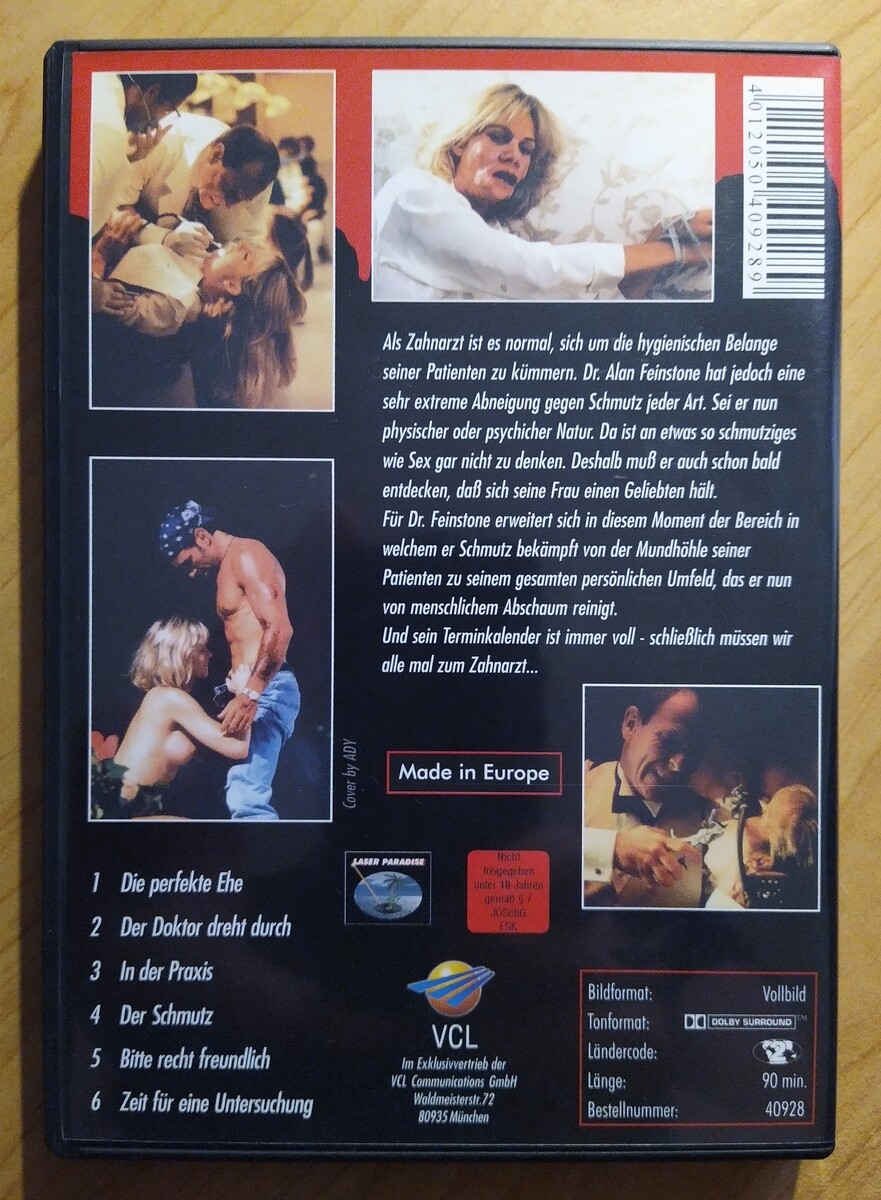 4 012050 409289
Als Zahnarzt ist es normal, sich um die hygienischen Belange
seiner Patienten zu kümmern. Dr. Alan Feinstone hat jedoch eine
sehr extreme Abneigung gegen Schmutz jeder Art. Sei er nun
physischer oder psychicher Natur. Da ist an etwas so schmutziges
wie Sex gar nicht zu denken. Deshalb muß er auch schon bald
entdecken, daß sich seine Frau einen Geliebten hält.
Für Dr. Feinstone erweitert sich in diesem Moment der Bereich in
welchem er Schmutz bekämpft von der Mundhöhle seiner
Patienten zu seinem gesamten persönlichen Umfeld, das er nun
von menschlichem Abschaum reinigt.
Und sein Terminkalender ist immer voll - schließlich müssen wir
alle mal zum Zahnarzt...
Cover by ADY
Made in Europe
1 Die perfekte Ehe
2 Der Doktor dreht durch
3 In der Praxis
4 Der Schmutz
5 Bitte recht freundlich
6 Zeit für eine Untersuchung
LASER PARADISE
Nicht
freigegeben
unter 18 Jahren
gemäß § 7
JÖSchG
FSK
VCL
Im Exklusivvertrieb der
VCL Communications GmbH
Waldmeisterstr.72
80935 München
Bildformat: Vollbild
Tonformat: DOLBY SURROUND™
Ländercode: 2
Länge: 90 min.
Bestellnummer: 40928